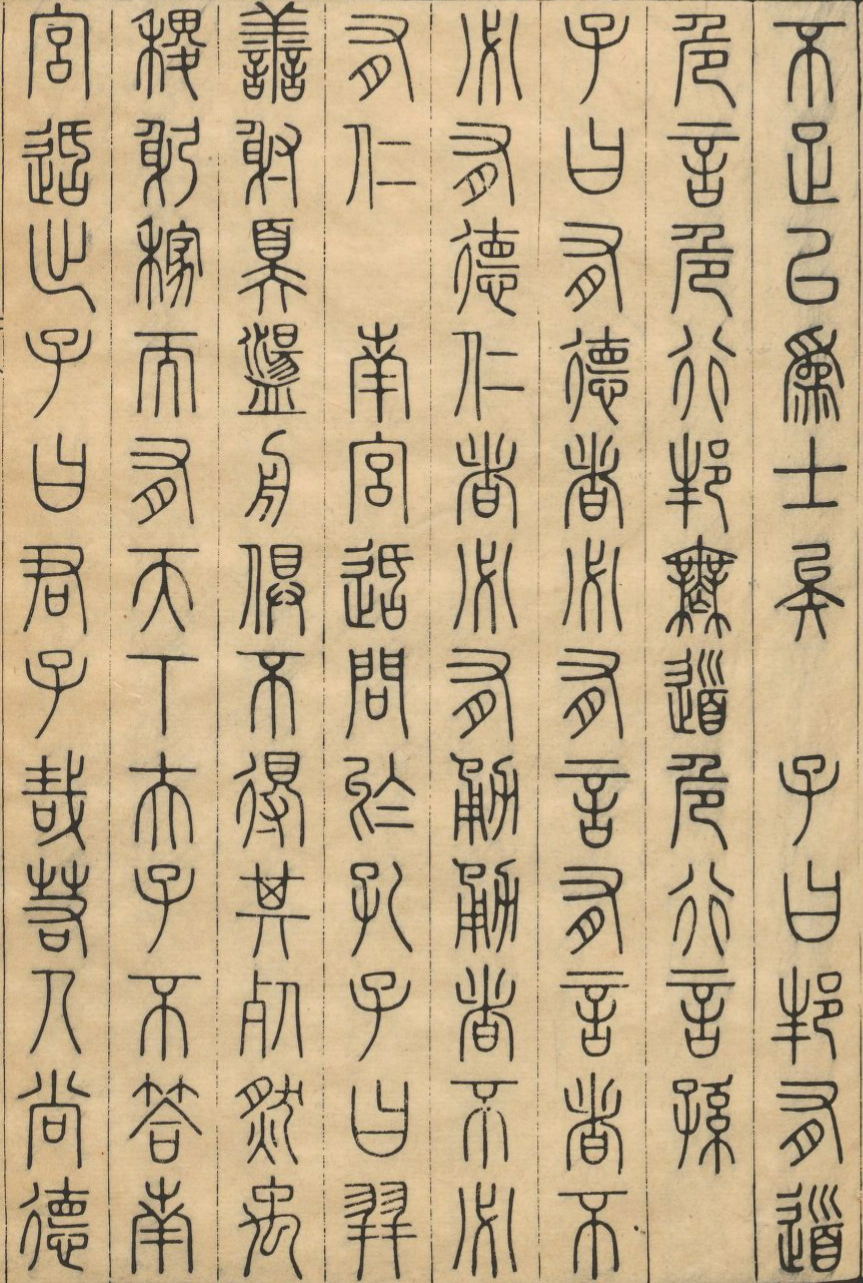 不足以爲士矣　子曰邦有道
危言危行邦無道危行言孫
子曰有德者必有言有言者不
必有德仁者必有勇勇者不必
有仁　南宮适問於孔子曰羿
善射奡盪舟俱不得其死然禹
稷躬稼而有天下夫子不答南
宮适出子曰君子哉若人尚德